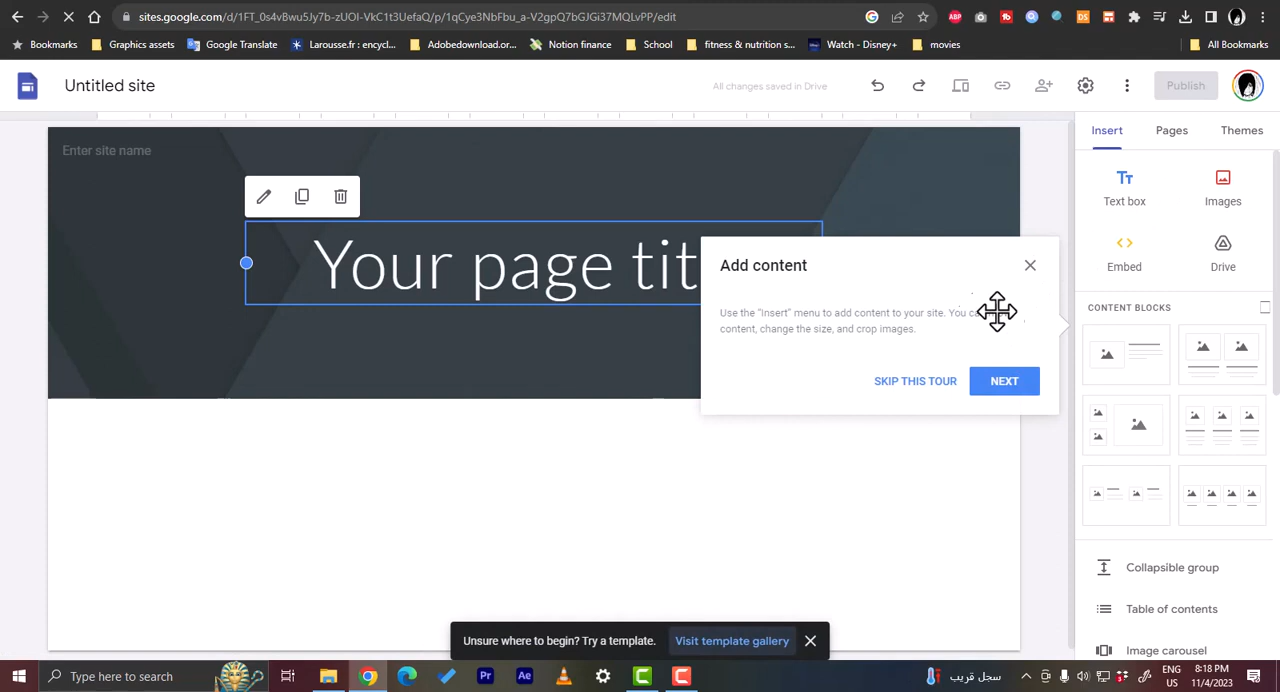 sites.google.com/d/1FT_0s4vBwu5Jy7b-zUOI-VkC1t3UefaQ/p/1qCye3NbFbu_a-V2gpQ7bGJGi37MQLvPP/edit
Bookmarks Graphics assets Google Translate Larousse.fr : encycl... Adobedownload.or... Notion finance School fitness & nutrition s... Watch - Disney+ movies All Bookmarks
Untitled site All changes saved in Drive Publish
Insert Pages Themes
Enter site name
Text box Images
Your page tit
Embed Drive
Add content
Use the "Insert" menu to add content to your site. You ca
content, change the size, and crop images.
SKIP THIS TOUR NEXT
CONTENT BLOCKS
Collapsible group
Table of contents
Image carousel
Unsure where to begin? Try a template. Visit template gallery
Type here to search Pr Ae سجل قريب ENG US 8:18 PM 11/4/2023